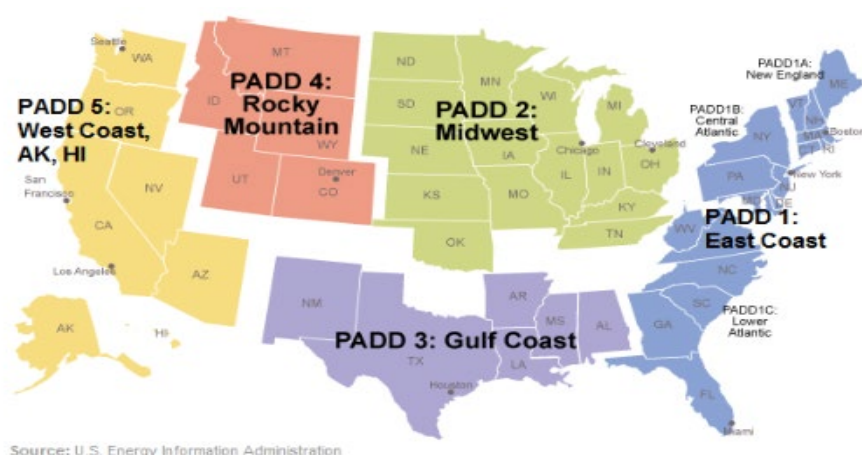 Seattle
WA
MT
ND
MN
PADD1A:
New England
ME
PADD 5:
West Coast,
AK, HI
OR
ID
PADD 4:
Rocky
Mountain
WY
SD
WI
MI
PADD 2:
Midwest
PADD1B:
Central
Atlantic
VT
NH
NY
MA
Boston
CT
RI
San
Francisco
NV
UT
Denver
CO
NE
IA
Chicago
Cleveland
IL
IN
OH
PA
New York
NJ
MD
DE
CA
KS
MO
KY
WV
PADD 1:
East Coast
Los Angeles
AZ
OK
TN
NC
AK
HI
NM
AR
SC
PADD1C:
Lower
Atlantic
MS
AL
GA
PADD 3: Gulf Coast
TX
LA
Houston
FL
Miami
Source: U.S. Energy Information Administration